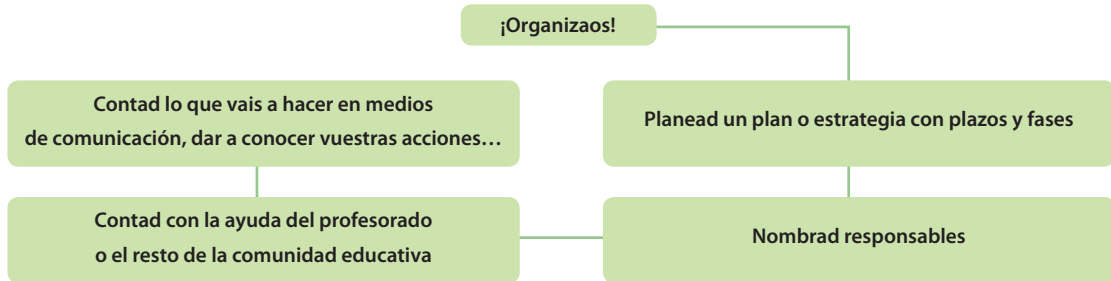 ¡Organizaos!
Contad lo que vais a hacer en medios
de comunicación, dar a conocer vuestras acciones…
Planead un plan o estrategia con plazos y fases
Contad con la ayuda del profesorado
o el resto de la comunidad educativa
Nombrad responsables